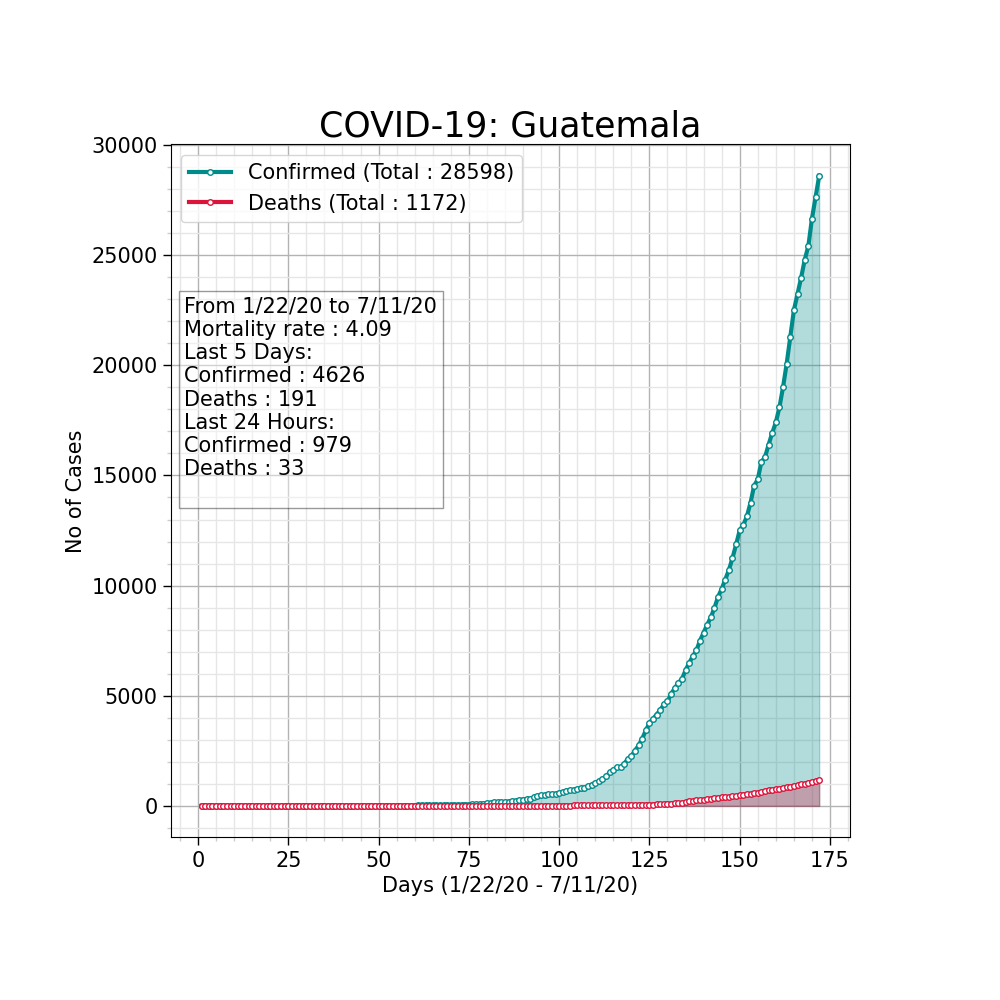 COVID-19: Guatemala
30000
25000
20000
15000
10000
5000
0
No of Cases
Confirmed (Total : 28598)
Deaths (Total : 1172)
From 1/22/20 to 7/11/20
Mortality rate : 4.09
Last 5 Days:
Confirmed : 4626
Deaths : 191
Last 24 Hours:
Confirmed : 979
Deaths : 33
0 25 50 75 100 125 150 175
Days (1/22/20 - 7/11/20)